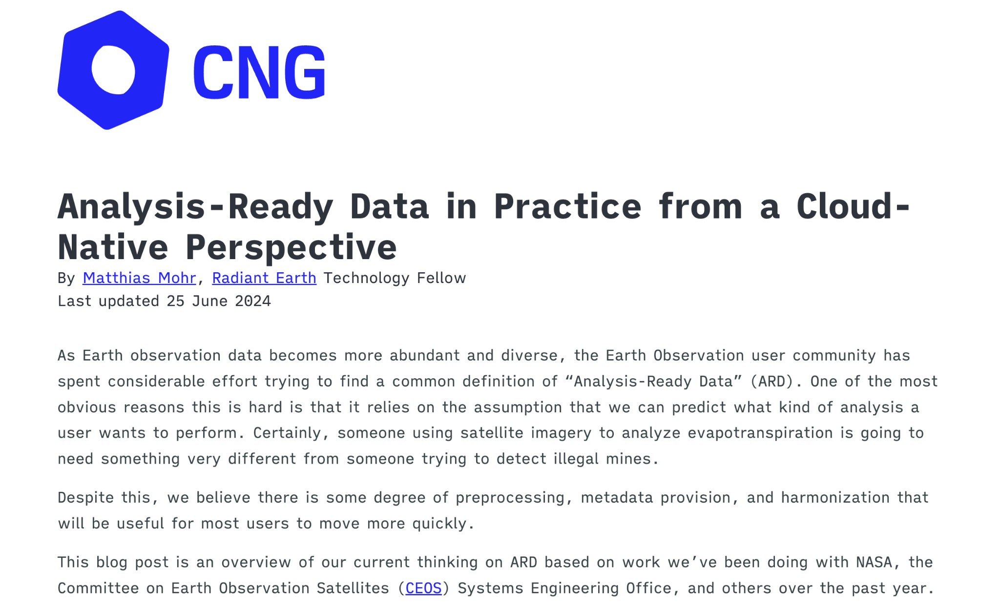 CNG
Analysis-Ready Data in Practice from a Cloud-
Native Perspective
By Matthias Mohr, Radiant Earth Technology Fellow
Last updated 25 June 2024
As Earth observation data becomes more abundant and diverse, the Earth Observation user community has
spent considerable effort trying to find a common definition of “Analysis-Ready Data” (ARD). One of the most
obvious reasons this is hard is that it relies on the assumption that we can predict what kind of analysis a
user wants to perform. Certainly, someone using satellite imagery to analyze evapotranspiration is going to
need something very different from someone trying to detect illegal mines.
Despite this, we believe there is some degree of preprocessing, metadata provision, and harmonization that
will be useful for most users to move more quickly.
This blog post is an overview of our current thinking on ARD based on work we’ve been doing with NASA, the
Committee on Earth Observation Satellites (CEOS) Systems Engineering Office, and others over the past year.